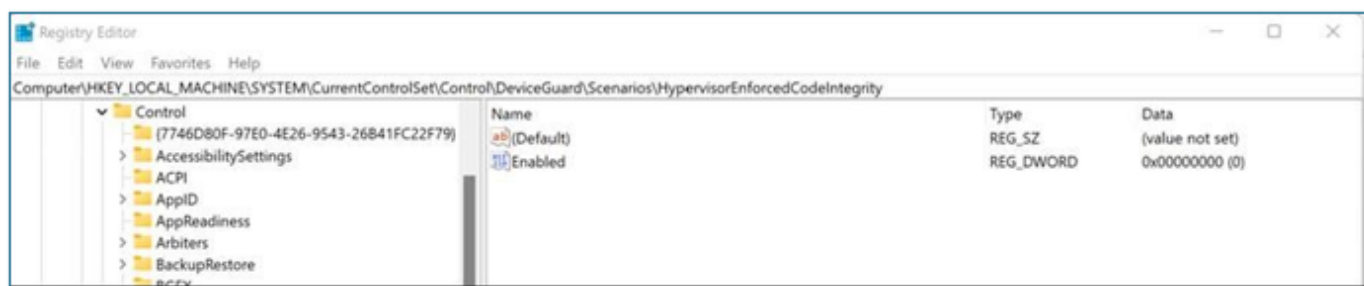 Registry Editor
File Edit View Favorites Help
Computer\HKEY_LOCAL_MACHINE\SYSTEM\CurrentControlSet\Control\DeviceGuard\Scenarios\HypervisorEnforcedCodeIntegrity
Control
{7746D80F-97E0-4E26-9543-26B41FC22F79}
AccessibilitySettings
ACPI
AppID
AppReadiness
Arbiters
BackupRestore
Name Type Data
(Default) REG_SZ (value not set)
Enabled REG_DWORD 0x00000000 (0)